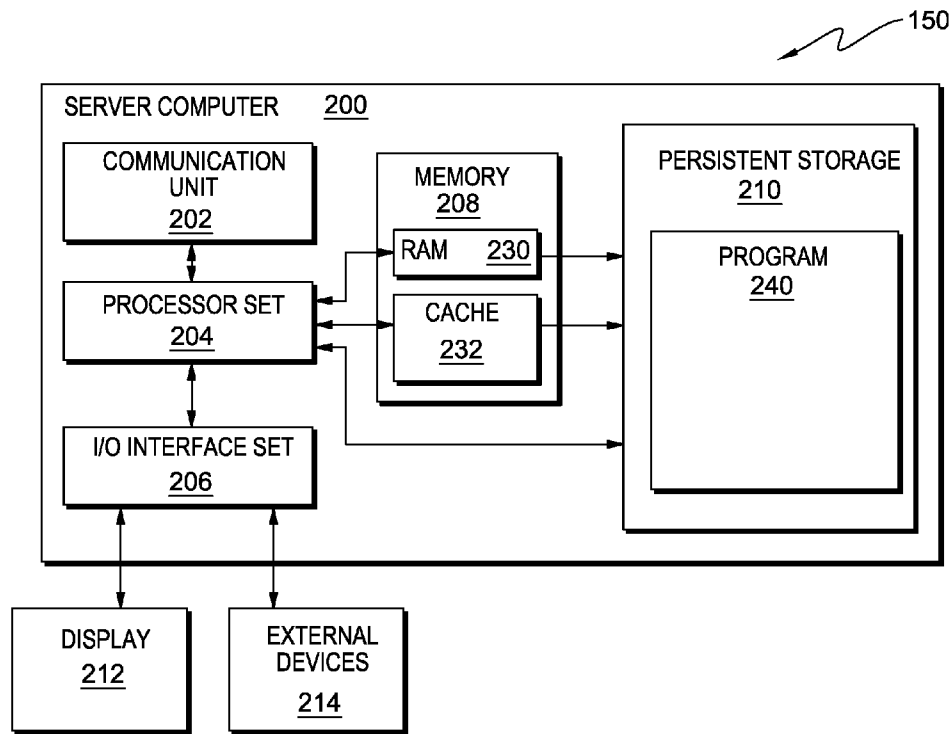 150
SERVER COMPUTER 200
COMMUNICATION
UNIT
202
PROCESSOR SET
204
I/O INTERFACE SET
206
MEMORY
208
RAM 230
CACHE
232
PERSISTENT STORAGE
210
PROGRAM
240
DISPLAY
212
EXTERNAL
DEVICES
214